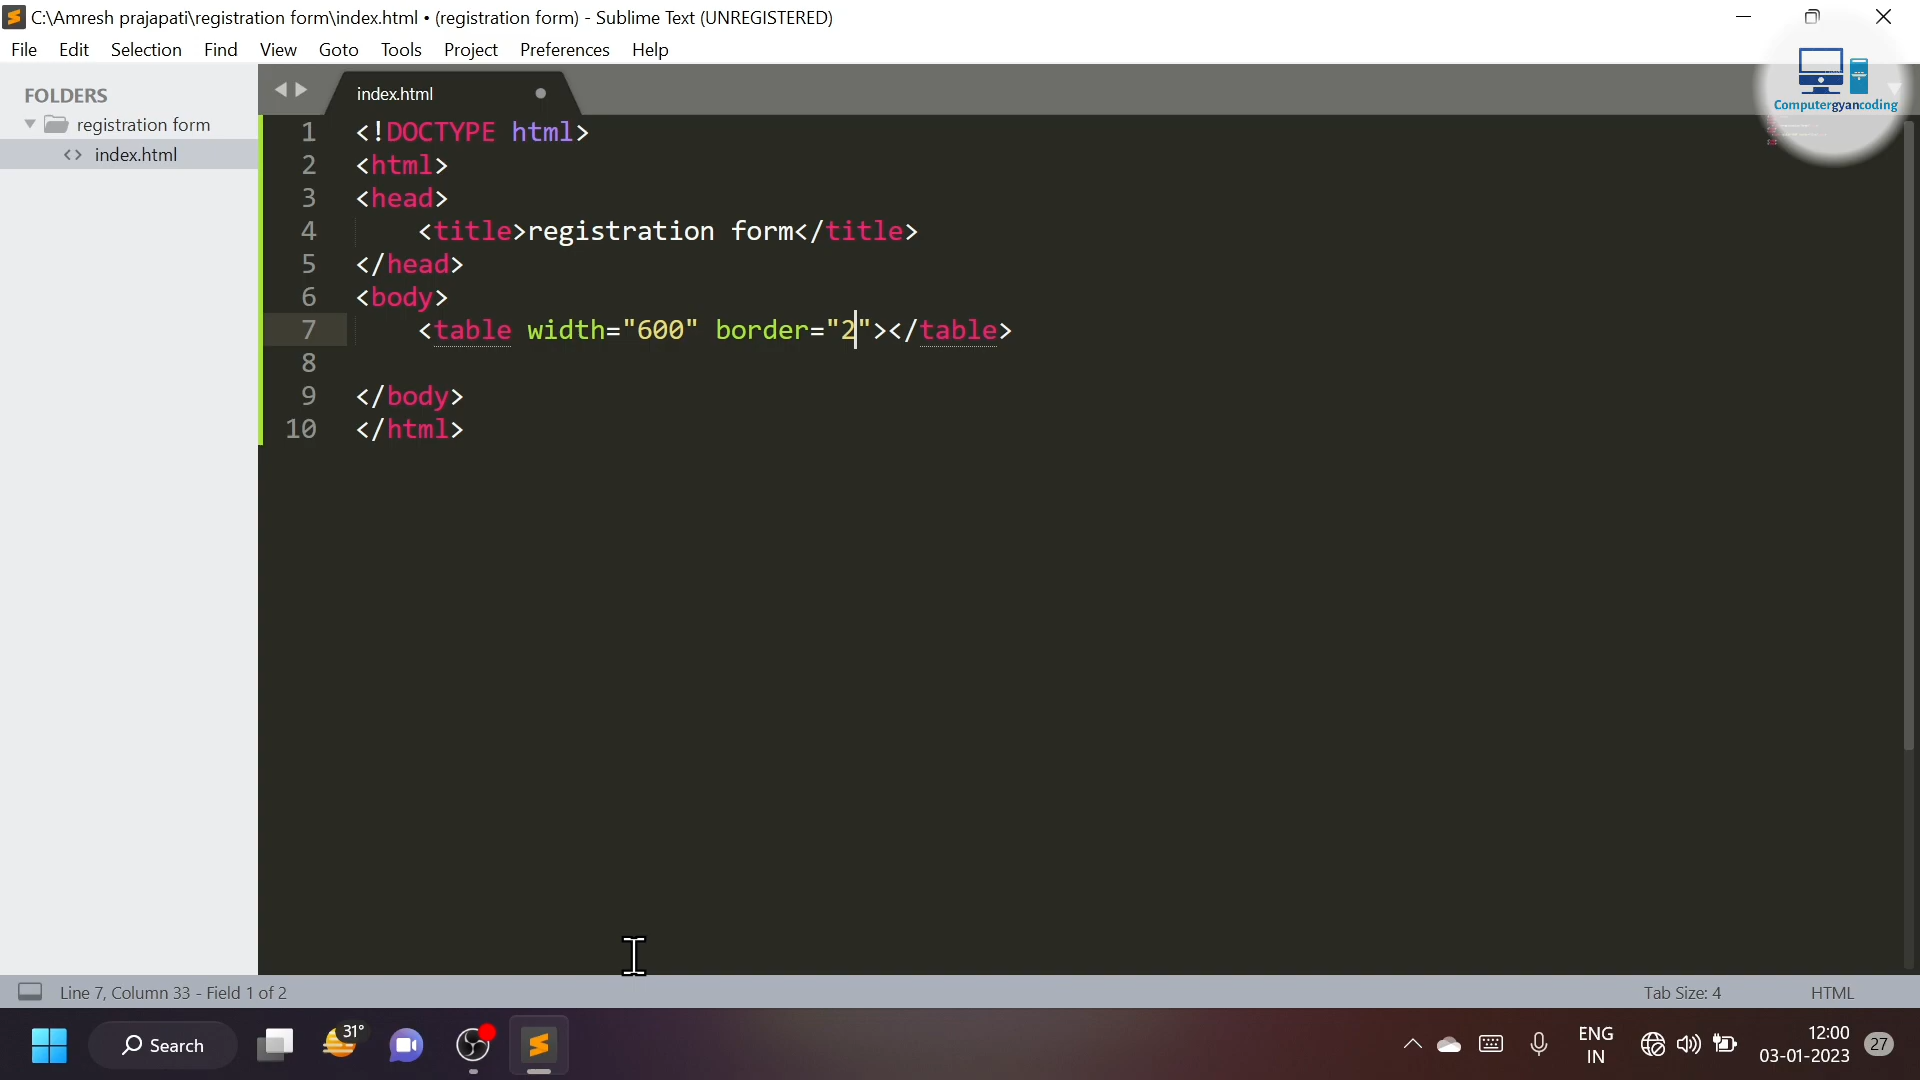 C:\Amresh prajapati\registration form\index.html • (registration form) - Sublime Text (UNREGISTERED)
File Edit Selection Find View Goto Tools Project Preferences Help
Computergyancoding
FOLDERS
registration form
<> index.html
index.html
1 <!DOCTYPE html>
2 <html>
3 <head>
4 <title>registration form</title>
5 </head>
6 <body>
7 <table width="600" border="2"></table>
8
9 </body>
10 </html>
Line 7, Column 33 - Field 1 of 2
Tab Size: 4
HTML
Search
31°
ENG
IN
12:00
03-01-2023
27